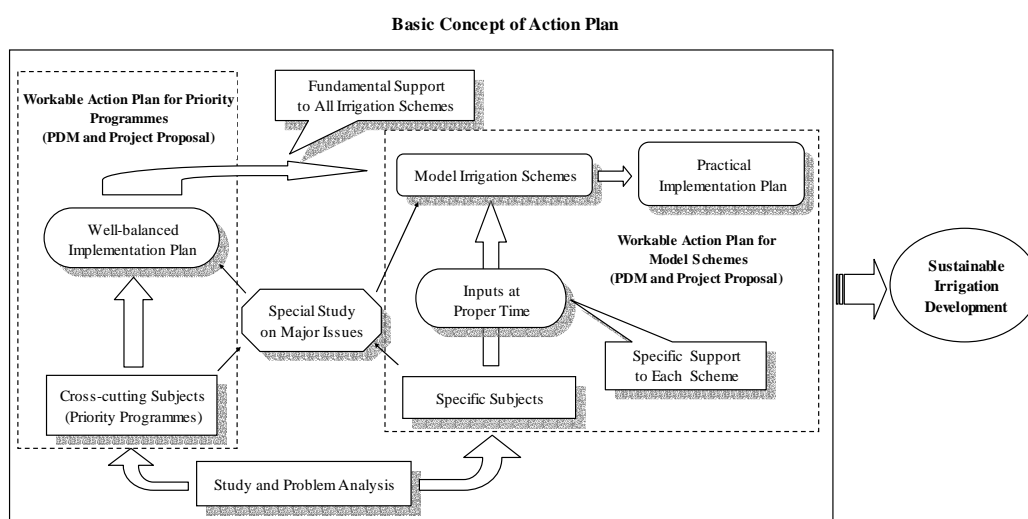 Basic Concept of Action Plan
Workable Action Plan for Priority
Programmes
(PDM and Project Proposal)
Fundamental Support
to All Irrigation Schemes
Model Irrigation Schemes
Practical
Implementation Plan
Well-balanced
Implementation Plan
Workable Action Plan for
Model Schemes
(PDM and Project Proposal)
Sustainable
Irrigation
Development
Special Study
on Major Issues
Inputs at
Proper Time
Specific Support
to Each Scheme
Cross-cutting Subjects
(Priority Programmes)
Specific Subjects
Study and Problem Analysis